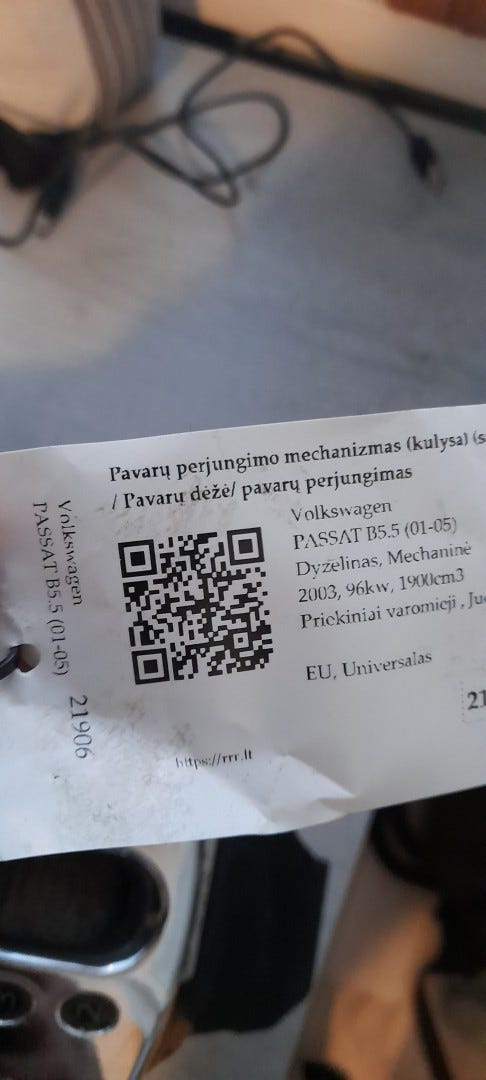 Pavarų perjungimo mechanizmas (kulysa)
/ Pavarų dėžė/ pavarų perjungimas
Volkswagen
PASSAT B5.5 (01-05)
Dyzelinas, Mechaninė
2003, 96kw, 1900cm3
Priekiniai varomieji ,
EU, Universalas
21
https://rrr.lt
Volkswagen
PASSAT B5.5 (01-05)
21906